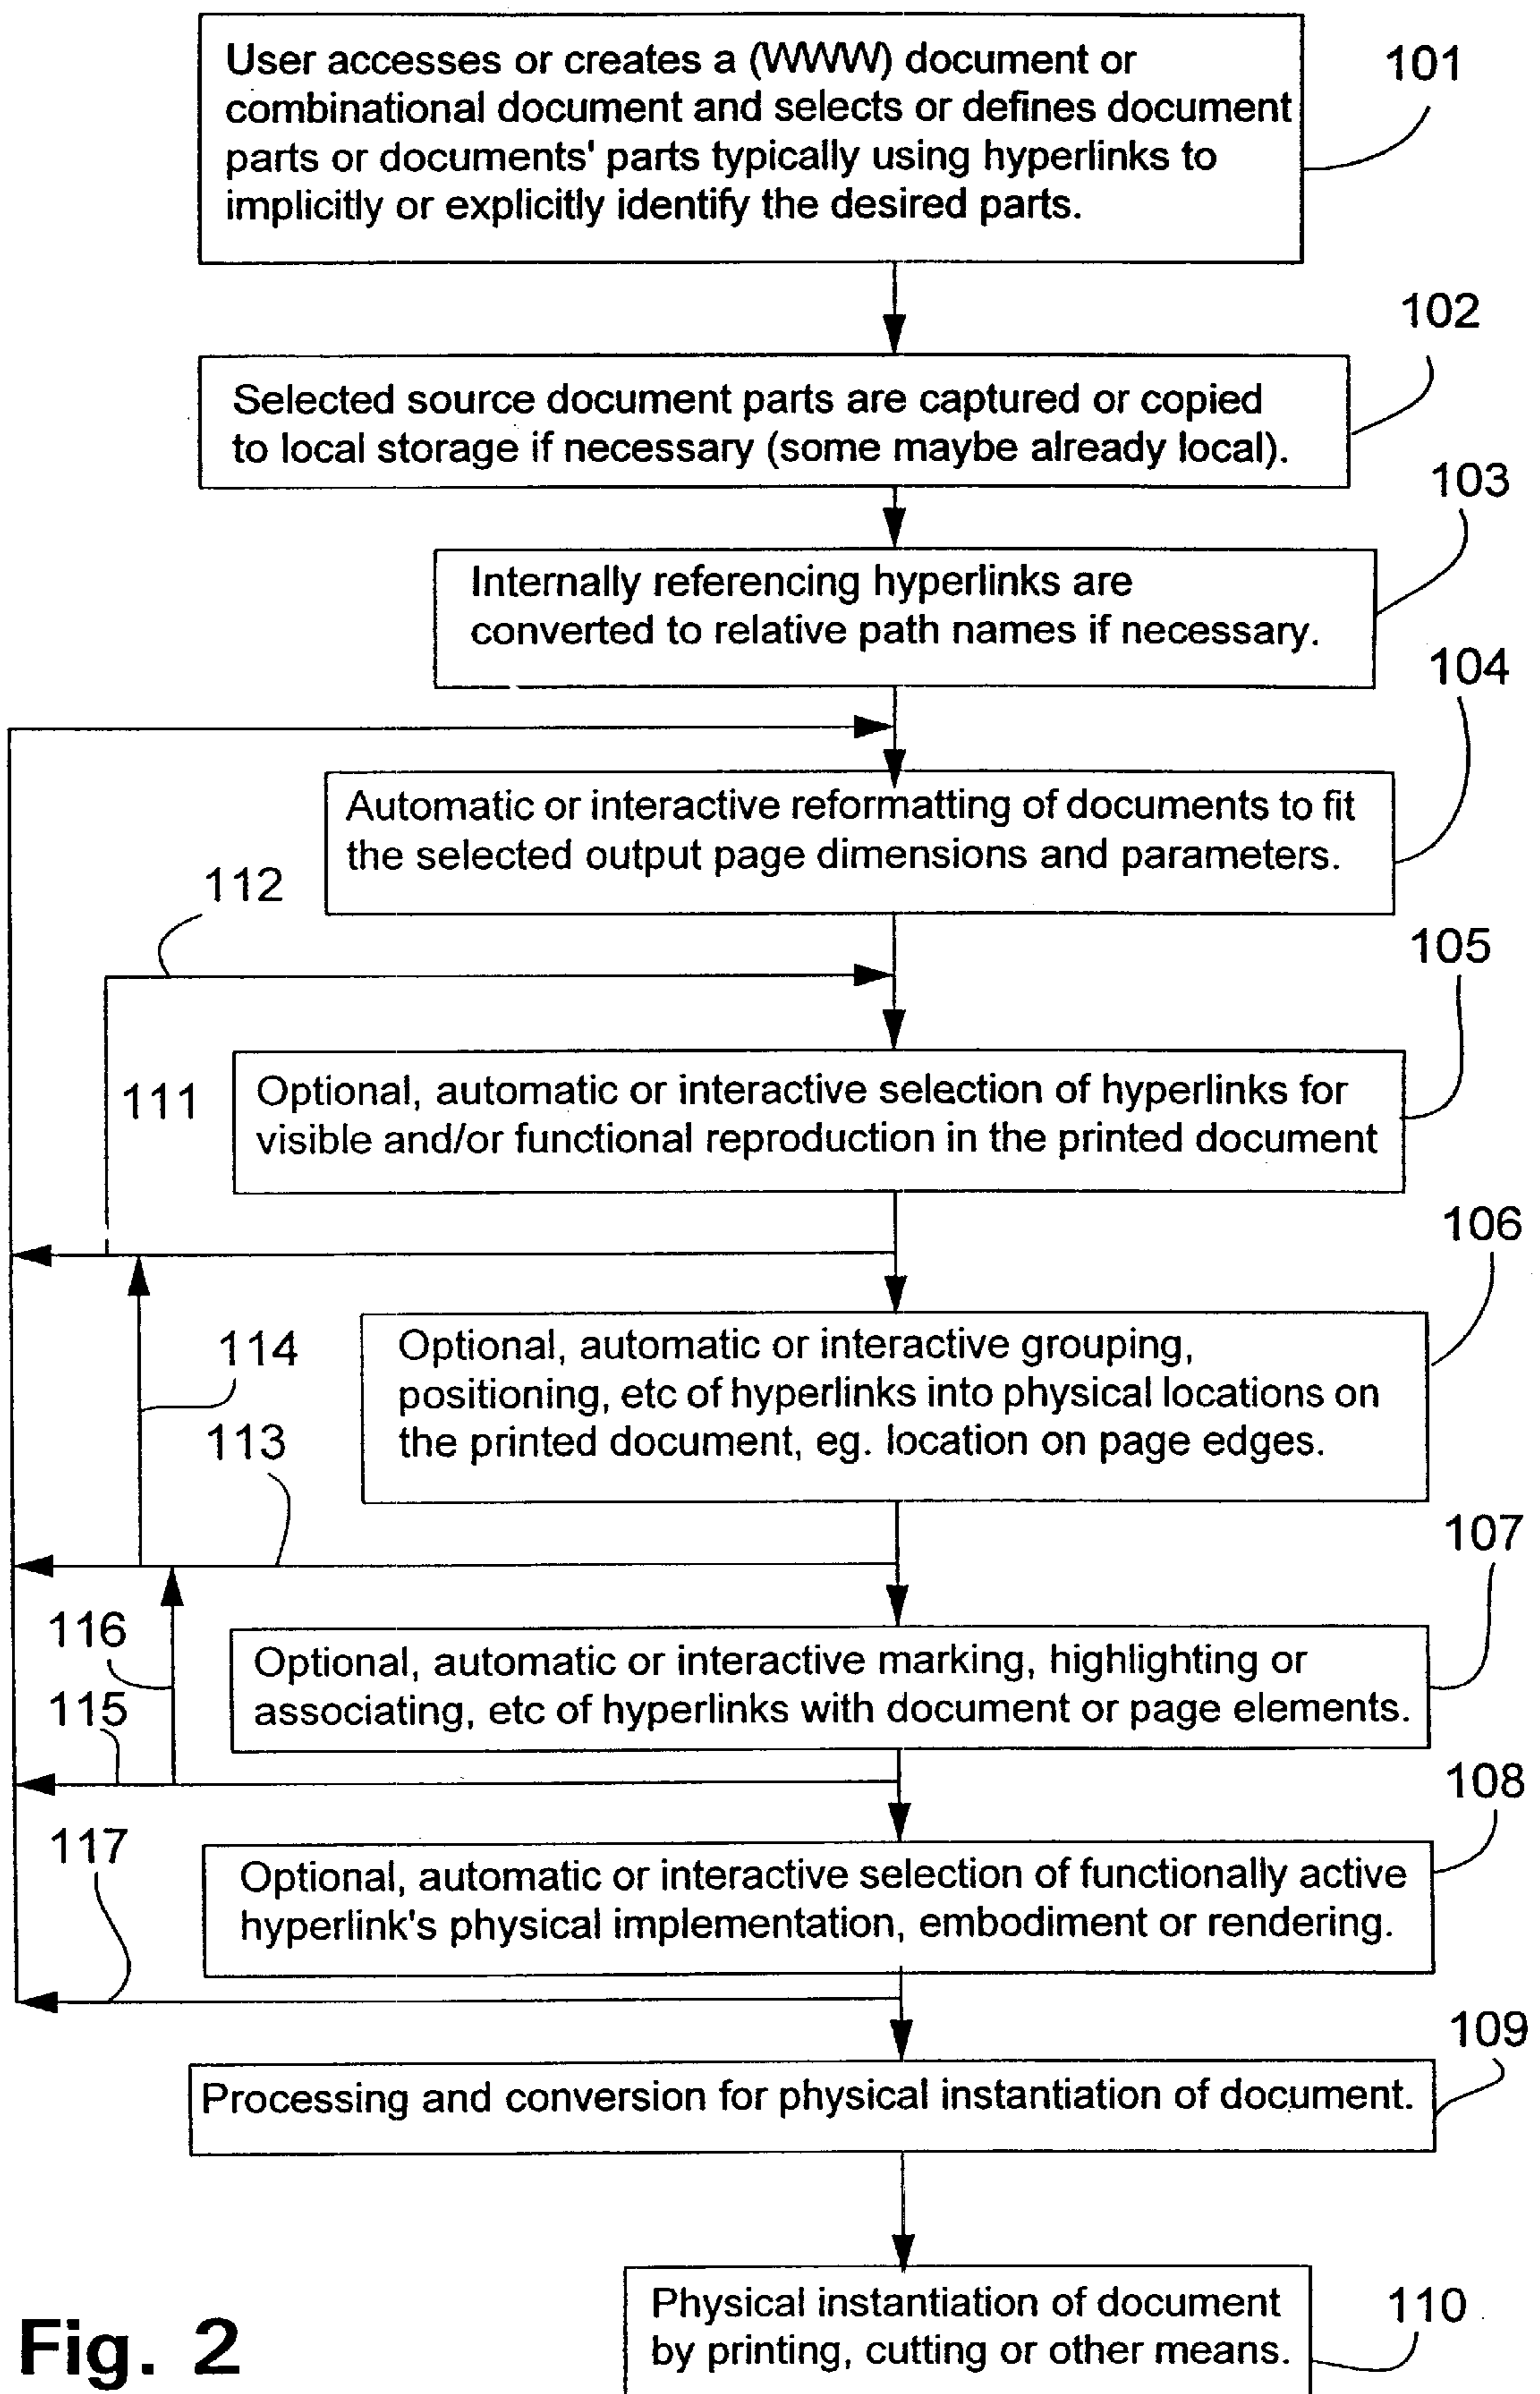 User accesses or creates a (WWW) document or
combinational document and selects or defines document
parts or documents' parts typically using hyperlinks to
implicitly or explicitly identify the desired parts.
101
102
Selected source document parts are captured or copied
to local storage if necessary (some maybe already local).
103
Internally referencing hyperlinks are
converted to relative path names if necessary.
104
Automatic or interactive reformatting of documents to fit
the selected output page dimensions and parameters.
112
105
111
Optional, automatic or interactive selection of hyperlinks for
visible and/or functional reproduction in the printed document
106
114
Optional, automatic or interactive grouping,
positioning, etc of hyperlinks into physical locations on
the printed document, eg. location on page edges.
113
107
116
Optional, automatic or interactive marking, highlighting or
associating, etc of hyperlinks with document or page elements.
115
108
117
Optional, automatic or interactive selection of functionally active
hyperlink's physical implementation, embodiment or rendering.
109
Processing and conversion for physical instantiation of document.
Physical instantiation of document
by printing, cutting or other means.
110
Fig. 2